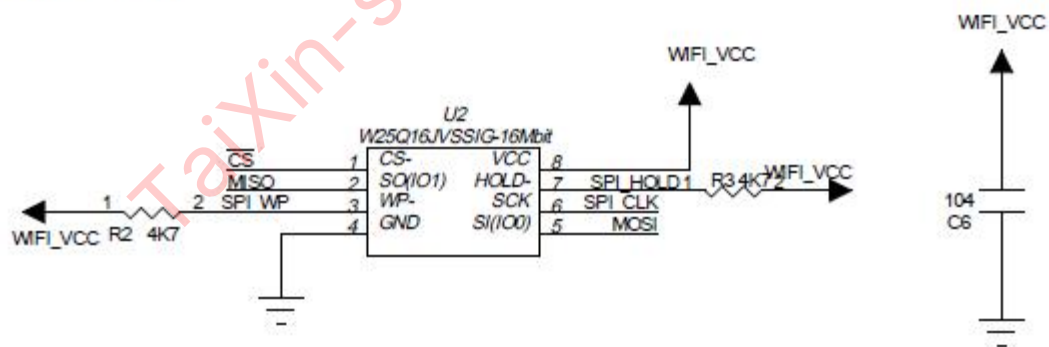 TaiXin-s
WIFI_VCC
WIFI_VCC
U2
W25Q16JVSSIG-16Mbit
CS 1 CS- VCC 8
MISO 2 SO(IO1) HOLD- 7 SPI_HOLD 1 R3 4K7 2 WIFI_VCC
1 2 SPI_WP 3 WP- SCK 6 SPI_CLK
WIFI_VCC R2 4K7 4 GND SI(IO0) 5 MOSI
104
C6